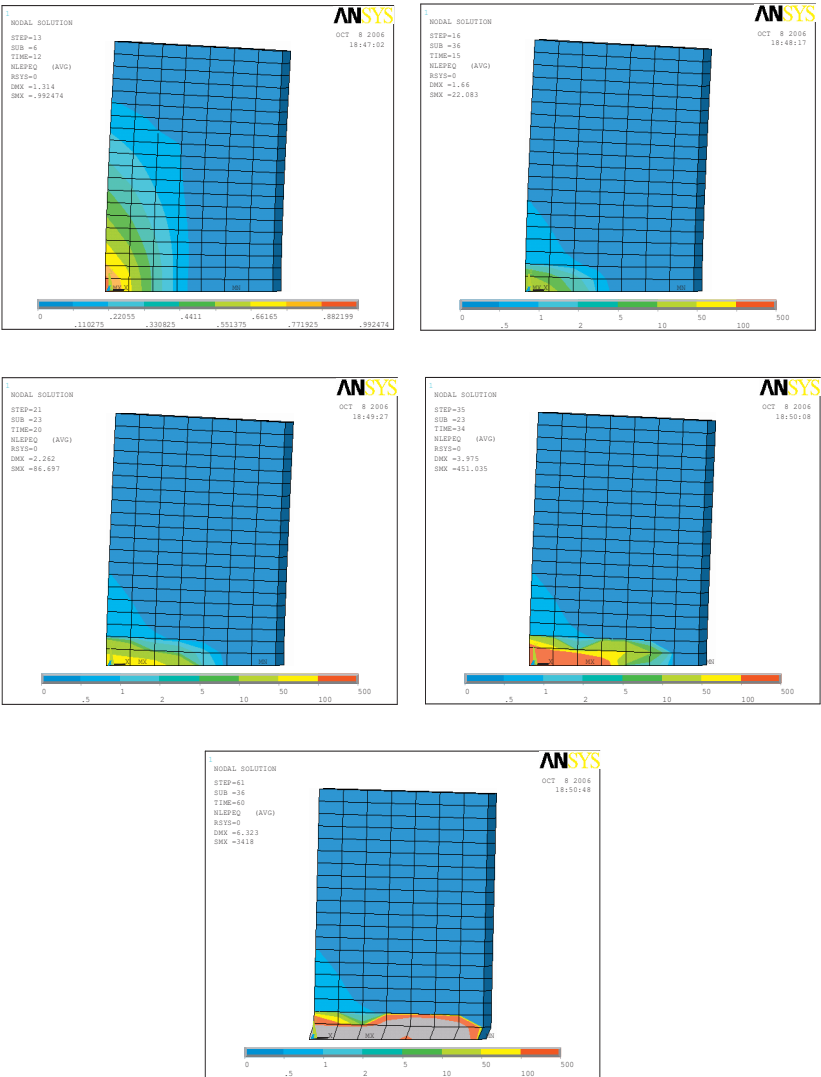 1
ANSYS
NODAL SOLUTION
OCT 8 2006
18:47:02
STEP=13
SUB =6
TIME=12
NLEPEQ (AVG)
RSYS=0
DMX =1.314
SMX =.992474
MX X
MN
0 .22055 .4411 .66165 .882199
.110275 .330825 .551375 .771925 .992474
1
ANSYS
NODAL SOLUTION
OCT 8 2006
18:48:17
STEP=16
SUB =36
TIME=15
NLEPEQ (AVG)
RSYS=0
DMX =1.66
SMX =22.083
MX X
MN
0 1 5 50 500
.5 2 10 100
1
ANSYS
NODAL SOLUTION
OCT 8 2006
18:49:27
STEP=21
SUB =23
TIME=20
NLEPEQ (AVG)
RSYS=0
DMX =2.262
SMX =86.697
X MX
MN
0 1 5 50 500
.5 2 10 100
1
ANSYS
NODAL SOLUTION
OCT 8 2006
18:50:08
STEP=35
SUB =23
TIME=34
NLEPEQ (AVG)
RSYS=0
DMX =3.975
SMX =451.035
X MX
MN
0 1 5 50 500
.5 2 10 100
1
ANSYS
NODAL SOLUTION
OCT 8 2006
18:50:48
STEP=61
SUB =36
TIME=60
NLEPEQ (AVG)
RSYS=0
DMX =6.323
SMX =3418
X MX
MN
0 1 5 50 500
.5 2 10 100